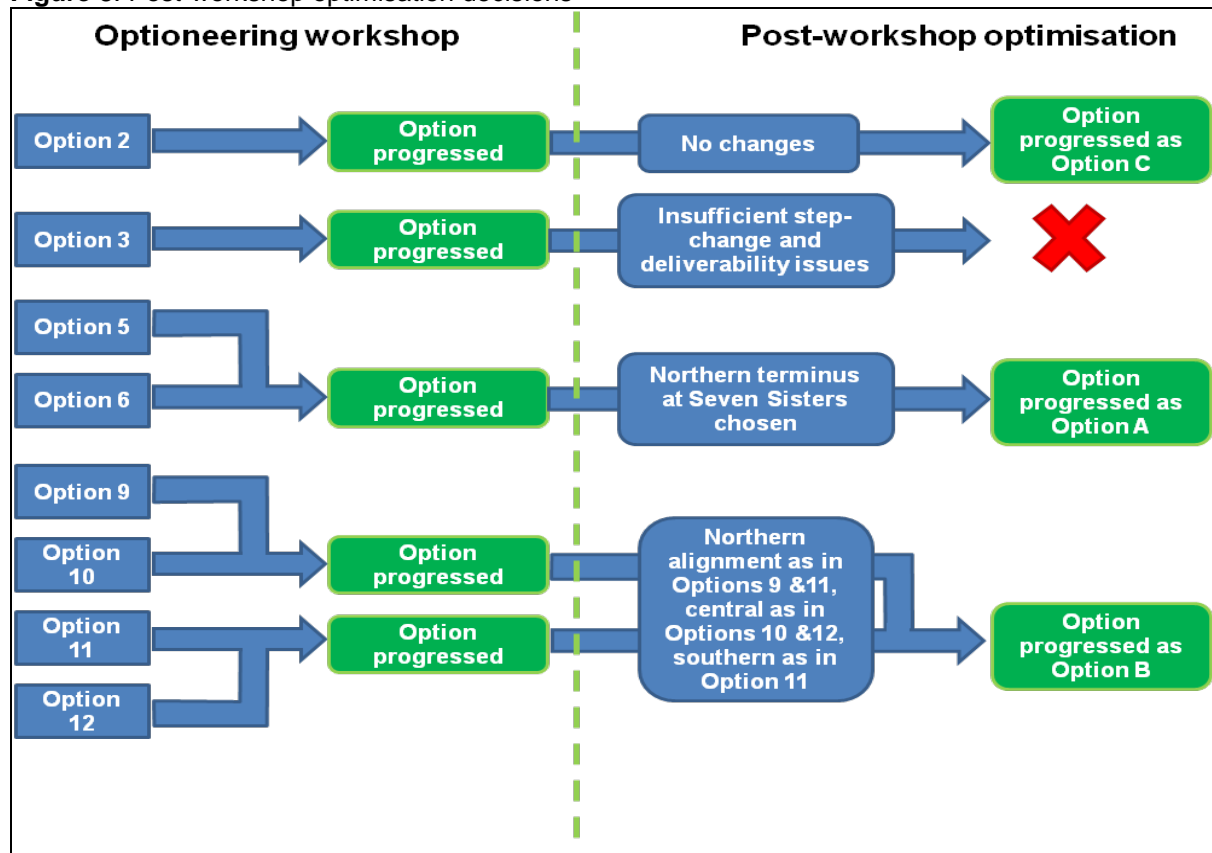 Optioneering workshop
Post-workshop optimisation
Option 2
Option
progressed
No changes
Option
progressed as
Option C
Option 3
Option
progressed
Insufficient step-
change and
deliverability issues
Option 5
Option 6
Option
progressed
Northern terminus
at Seven Sisters
chosen
Option
progressed as
Option A
Option 9
Option
10
Option
progressed
Option
11
Option
12
Option
progressed
Northern
alignment as in
Options 9 &11,
central as in
Options 10 &12,
southern as in
Option 11
Option
progressed as
Option B